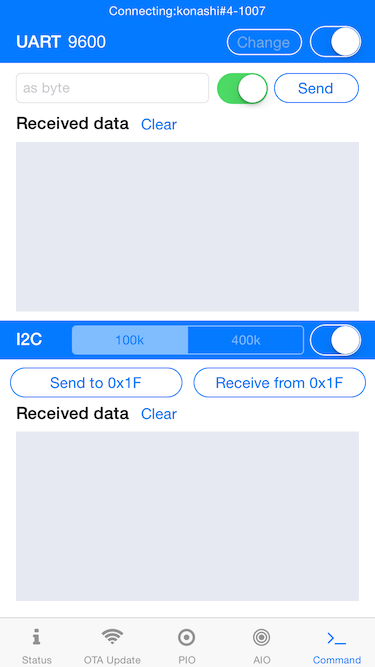 Connecting:konashi#4-1007
UART 9600 Change
as byte Send
Received data Clear
I2C 100k 400k
Send to 0x1F Receive from 0x1F
Received data Clear
Status OTA Update PIO AIO Command